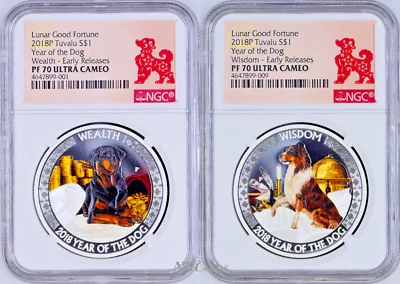 Lunar Good Fortune
2018P Tuvalu S$1
Year of the Dog
Wealth - Early Releases
PF 70 ULTRA CAMEO
4647899-001
NGC
WEALTH
2018 YEAR OF THE DOG
Lunar Good Fortune
2018P Tuvalu S$1
Year of the Dog
Wisdom - Early Releases
PF 70 ULTRA CAMEO
4647899-009
NGC
WISDOM
2018 YEAR OF THE DOG